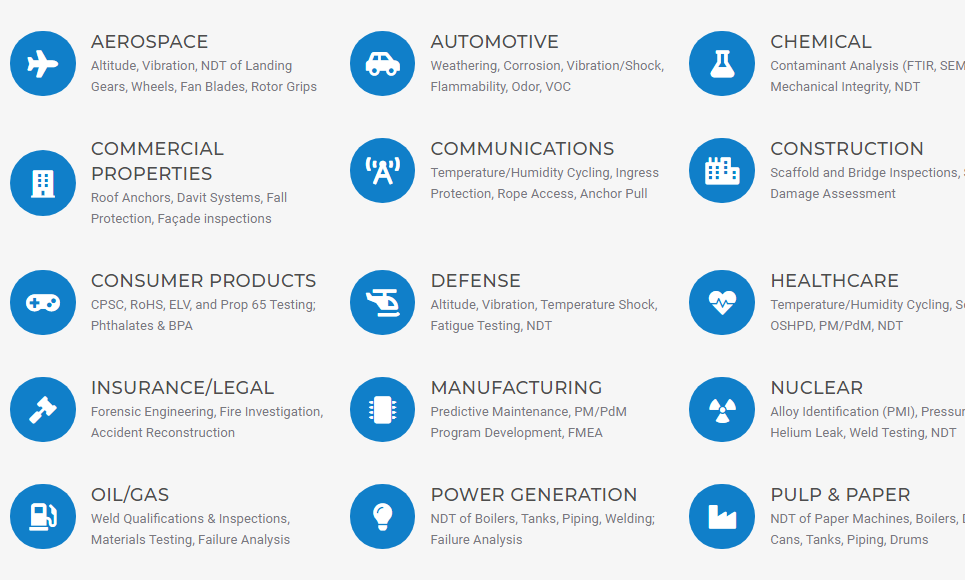 AEROSPACE
Altitude, Vibration, NDT of Landing
Gears, Wheels, Fan Blades, Rotor Grips
AUTOMOTIVE
Weathering, Corrosion, Vibration/Shock,
Flammability, Odor, VOC
CHEMICAL
Contaminant Analysis (FTIR, SEM
Mechanical Integrity, NDT
COMMERCIAL
PROPERTIES
Roof Anchors, Davit Systems, Fall
Protection, Façade inspections
COMMUNICATIONS
Temperature/Humidity Cycling, Ingress
Protection, Rope Access, Anchor Pull
CONSTRUCTION
Scaffold and Bridge Inspections,
Damage Assessment
CONSUMER PRODUCTS
CPSC, RoHS, ELV, and Prop 65 Testing;
Phthalates & BPA
DEFENSE
Altitude, Vibration, Temperature Shock,
Fatigue Testing, NDT
HEALTHCARE
Temperature/Humidity Cycling,
OSHPD, PM/PdM, NDT
INSURANCE/LEGAL
Forensic Engineering, Fire Investigation,
Accident Reconstruction
MANUFACTURING
Predictive Maintenance, PM/PdM
Program Development, FMEA
NUCLEAR
Alloy Identification (PMI),
Helium Leak, Weld Testing, NDT
OIL/GAS
Weld Qualifications & Inspections,
Materials Testing, Failure Analysis
POWER GENERATION
NDT of Boilers, Tanks, Piping, Welding;
Failure Analysis
PULP & PAPER
NDT of Paper Machines, Boilers,
Cans, Tanks, Piping, Drums